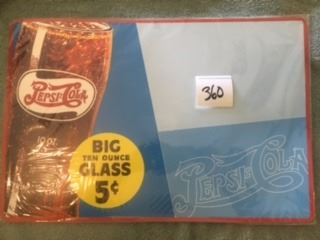 PEPSI-COLA
360
BIG
TEN OUNCE
GLASS
5¢
PEPSI-COLA